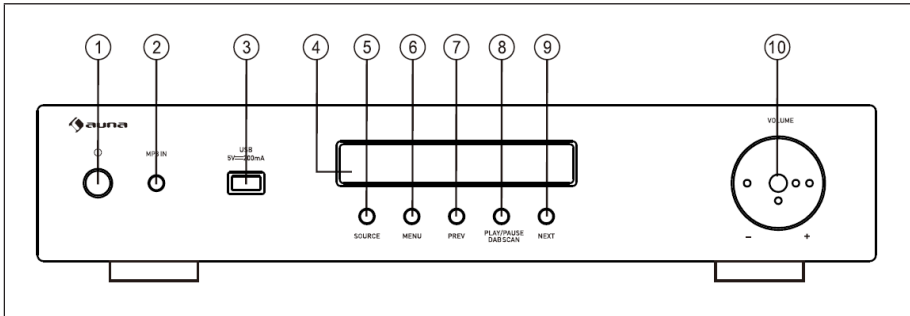 1 2 3 4 5 6 7 8 9 10
auna
VOLUME
MP3 IN
USB
5V⎓200mA
SOURCE
MENU
PREV
PLAY/PAUSE
DAB SCAN
NEXT
- +